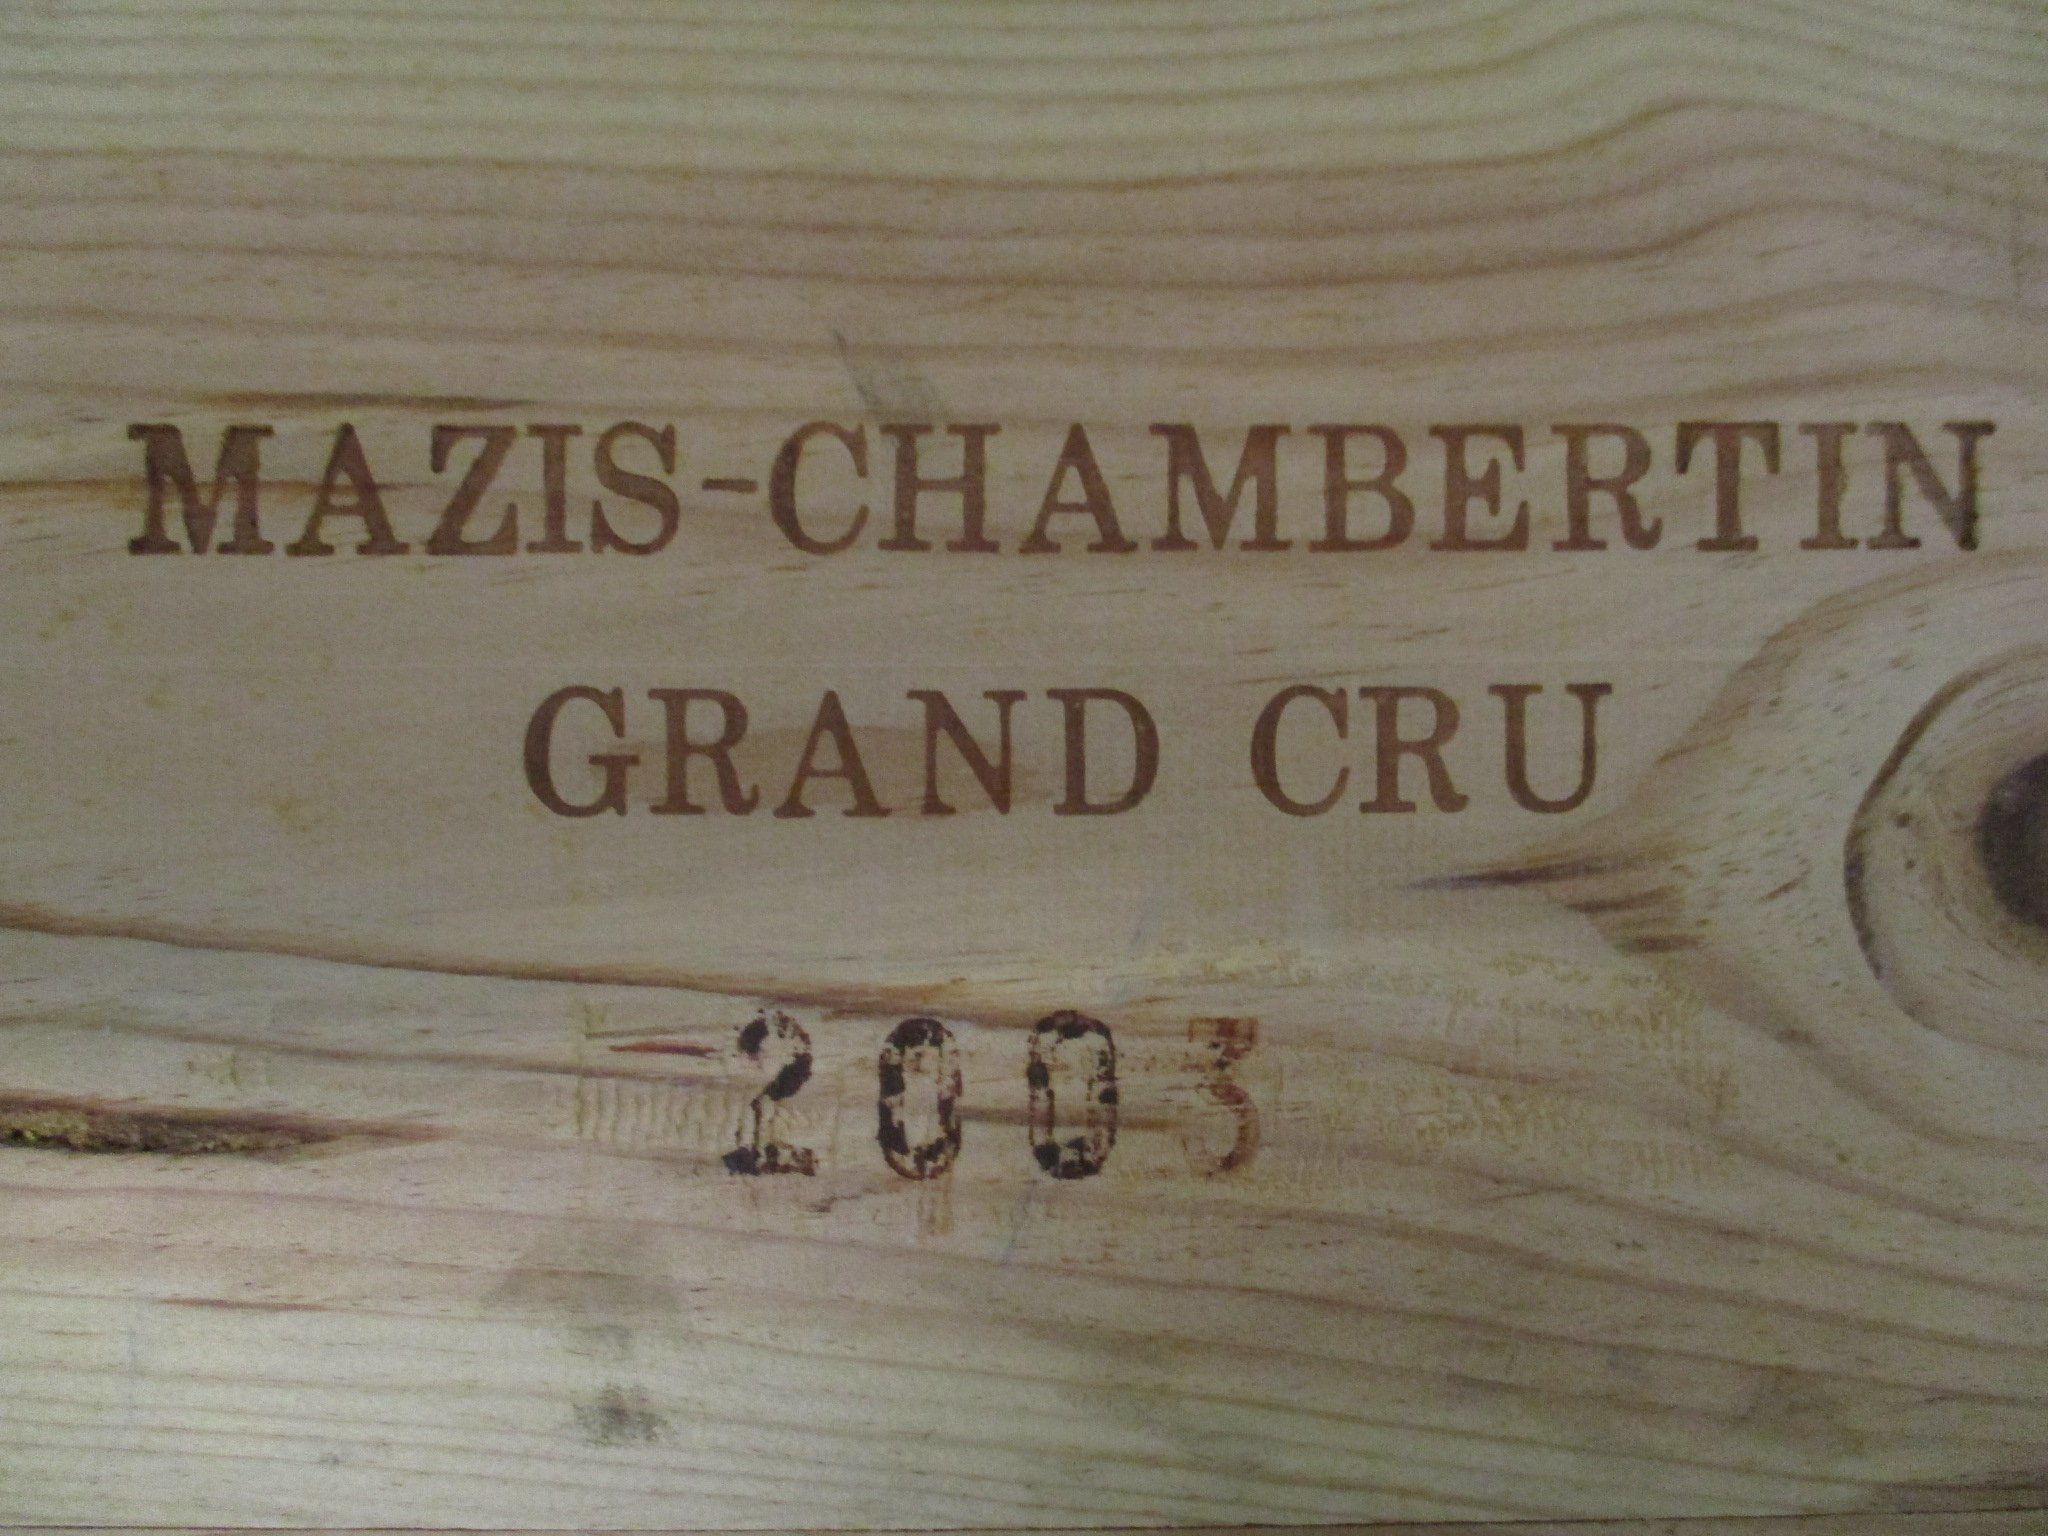 MAZIS-CHAMBERTIN
GRAND CRU
2003